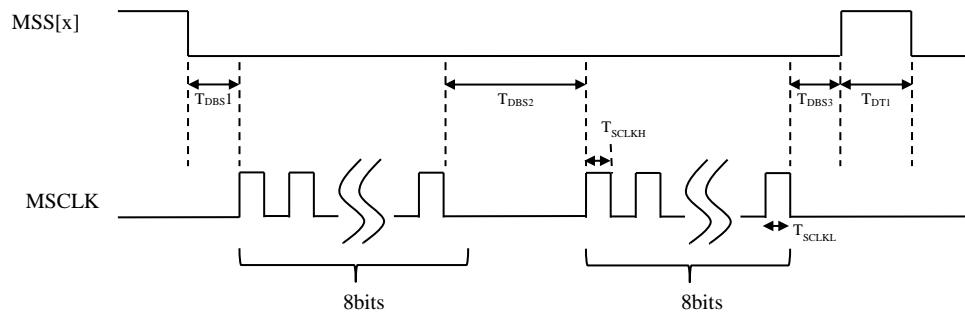 MSS[x]
TDBS1
TDBS2
TDBS3
TDT1
TSCLKH
MSCLK
TSCLKL
8bits
8bits